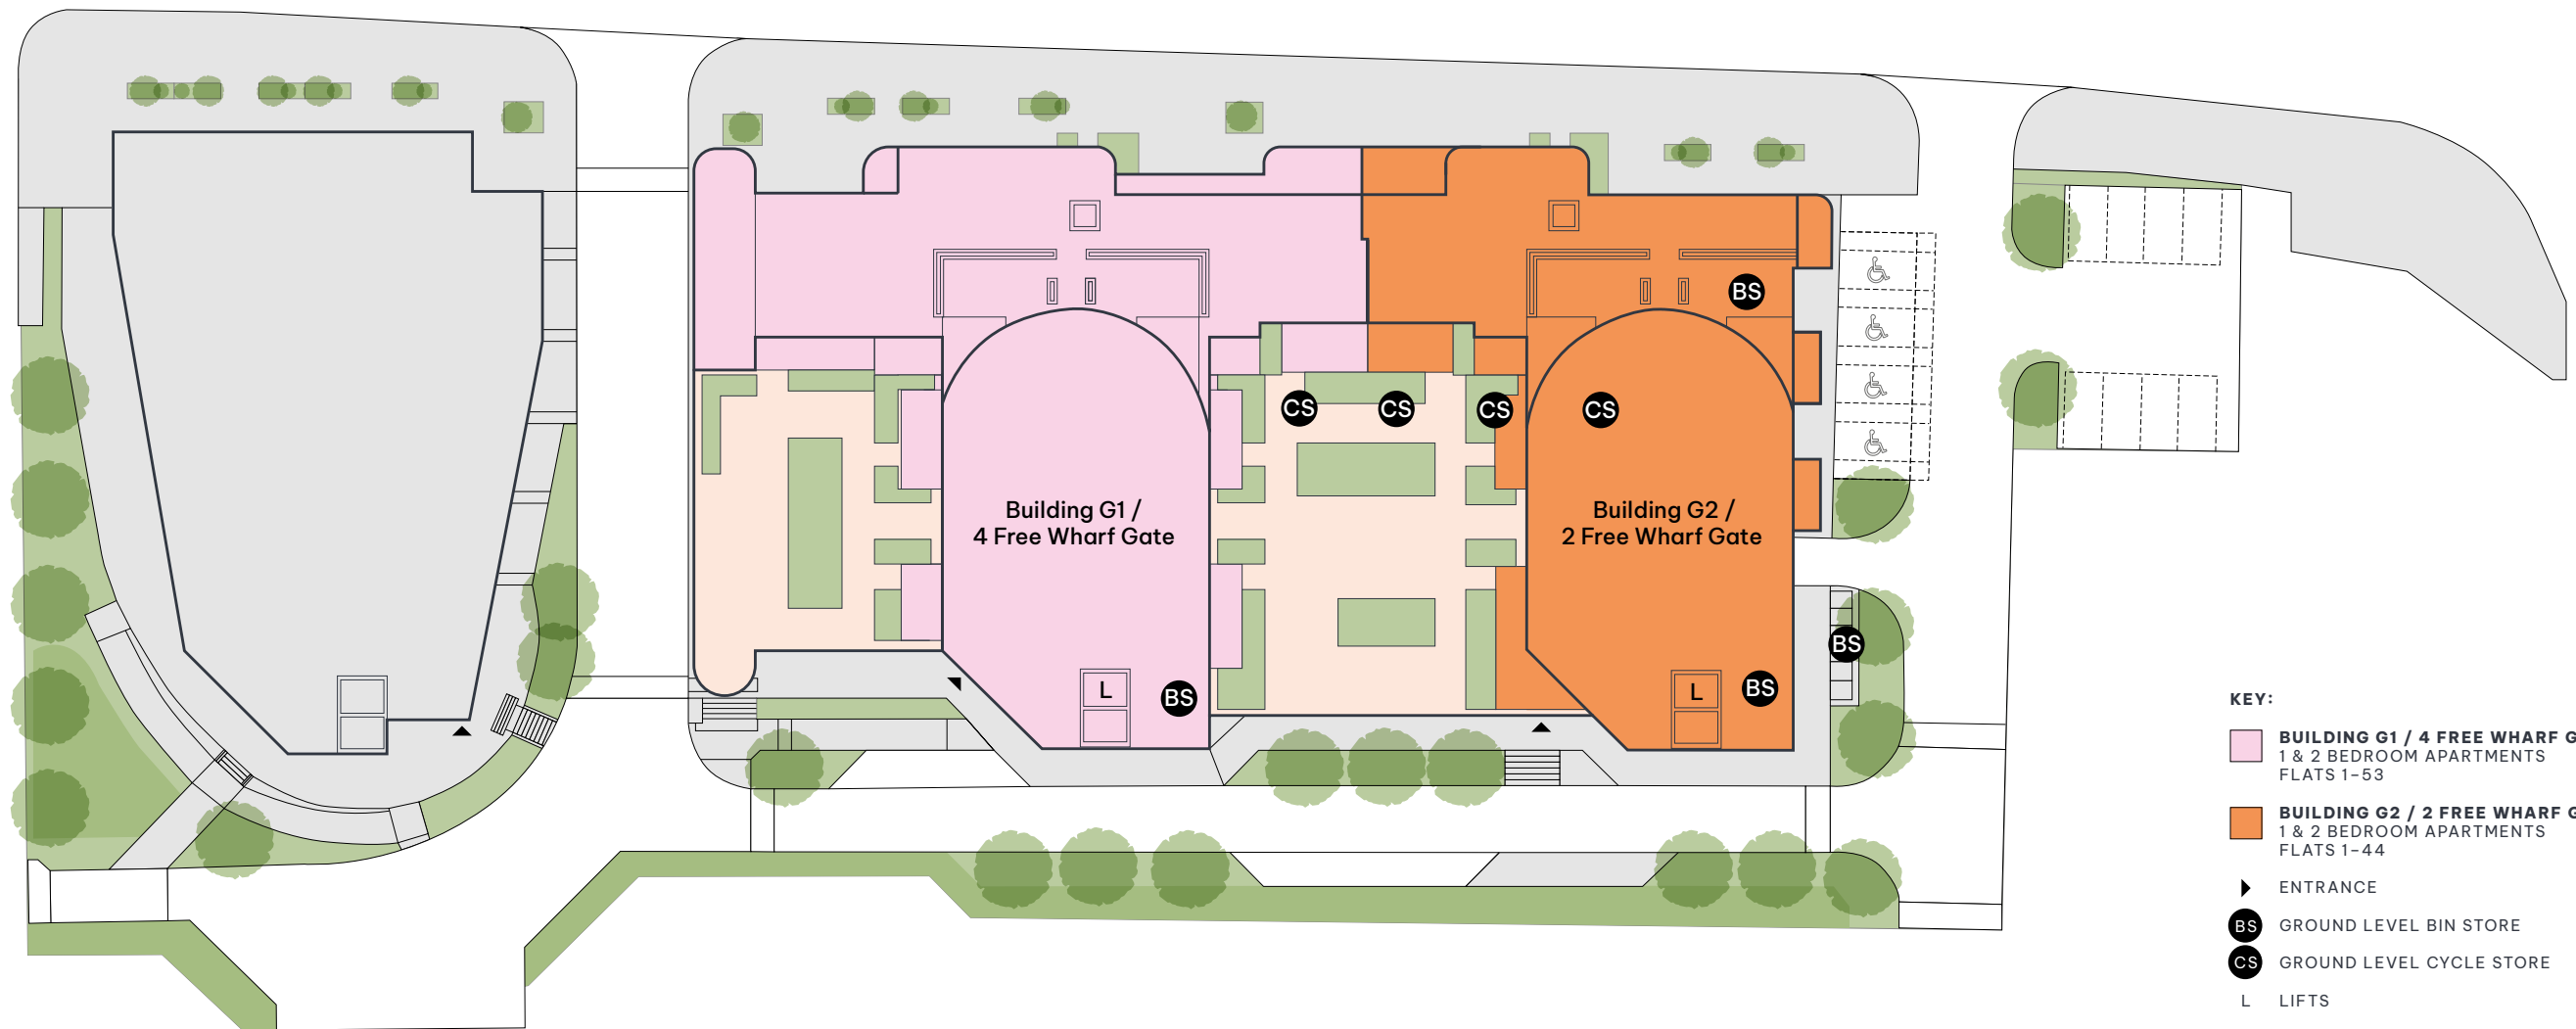 BS
CS
CS
CS
CS
Building G1 /
4 Free Wharf Gate
Building G2 /
2 Free Wharf Gate
BS
L
BS
L
BS
KEY:
BUILDING G1 / 4 FREE WHARF G
1 & 2 BEDROOM APARTMENTS
FLATS 1–53
BUILDING G2 / 2 FREE WHARF G
1 & 2 BEDROOM APARTMENTS
FLATS 1–44
ENTRANCE
BS GROUND LEVEL BIN STORE
CS GROUND LEVEL CYCLE STORE
L LIFTS